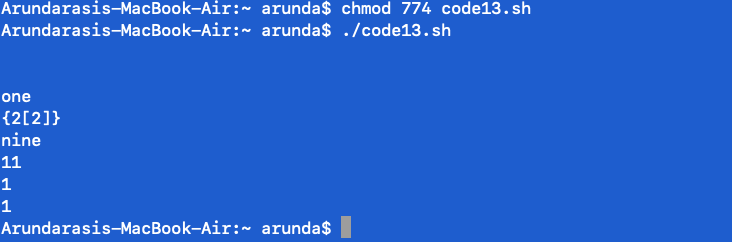 Arundarasis-MacBook-Air:~ arunda$ chmod 774 code13.sh
Arundarasis-MacBook-Air:~ arunda$ ./code13.sh
one
{2[2]}
nine
11
1
1
Arundarasis-MacBook-Air:~ arunda$